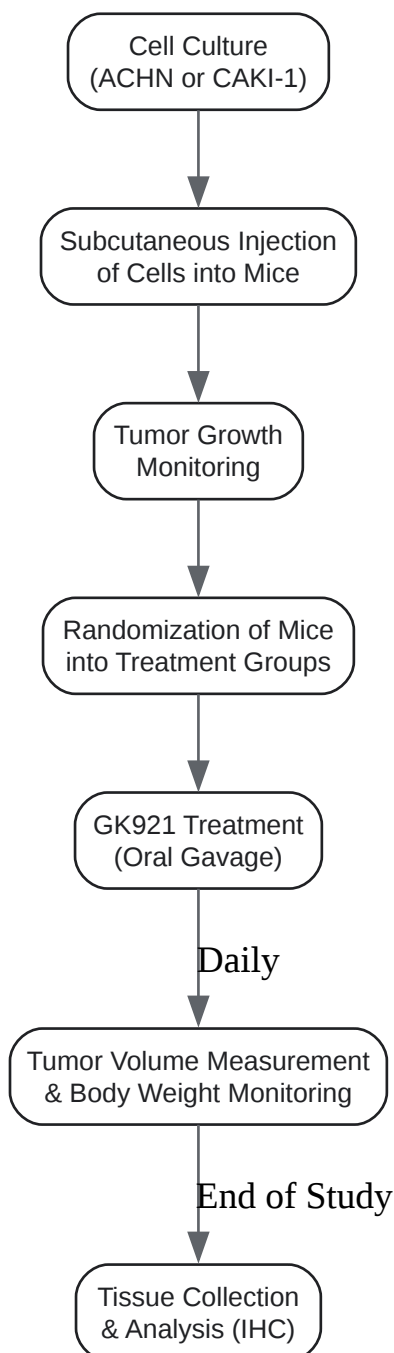 Cell Culture
(ACHN or CAKI-1)
Subcutaneous Injection
of Cells into Mice
Tumor Growth
Monitoring
Randomization of Mice
into Treatment Groups
GK921 Treatment
(Oral Gavage)
Daily
Tumor Volume Measurement
& Body Weight Monitoring
End of Study
Tissue Collection
& Analysis (IHC)